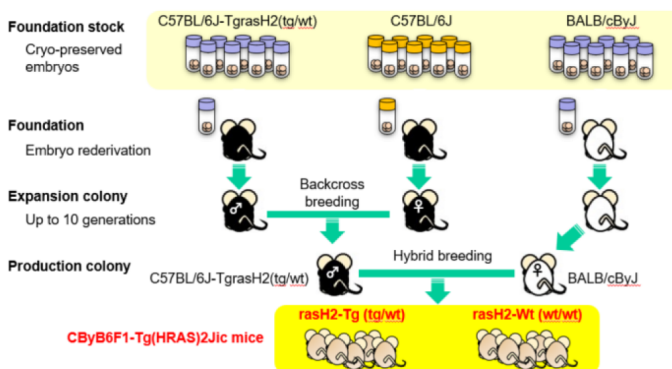 Foundation stock
Cryo-preserved
embryos
C57BL/6J-TgrasH2(tg/wt)
C57BL/6J
BALB/cByJ
Foundation
Embryo rederivation
Expansion colony
Up to 10 generations
♂
Backcross
breeding
♀
Production colony
C57BL/6J-TgrasH2(tg/wt)
♂
Hybrid breeding
♀
BALB/cByJ
CByB6F1-Tg(HRAS)2Jic mice
rasH2-Tg (tg/wt)
rasH2-Wt (wt/wt)